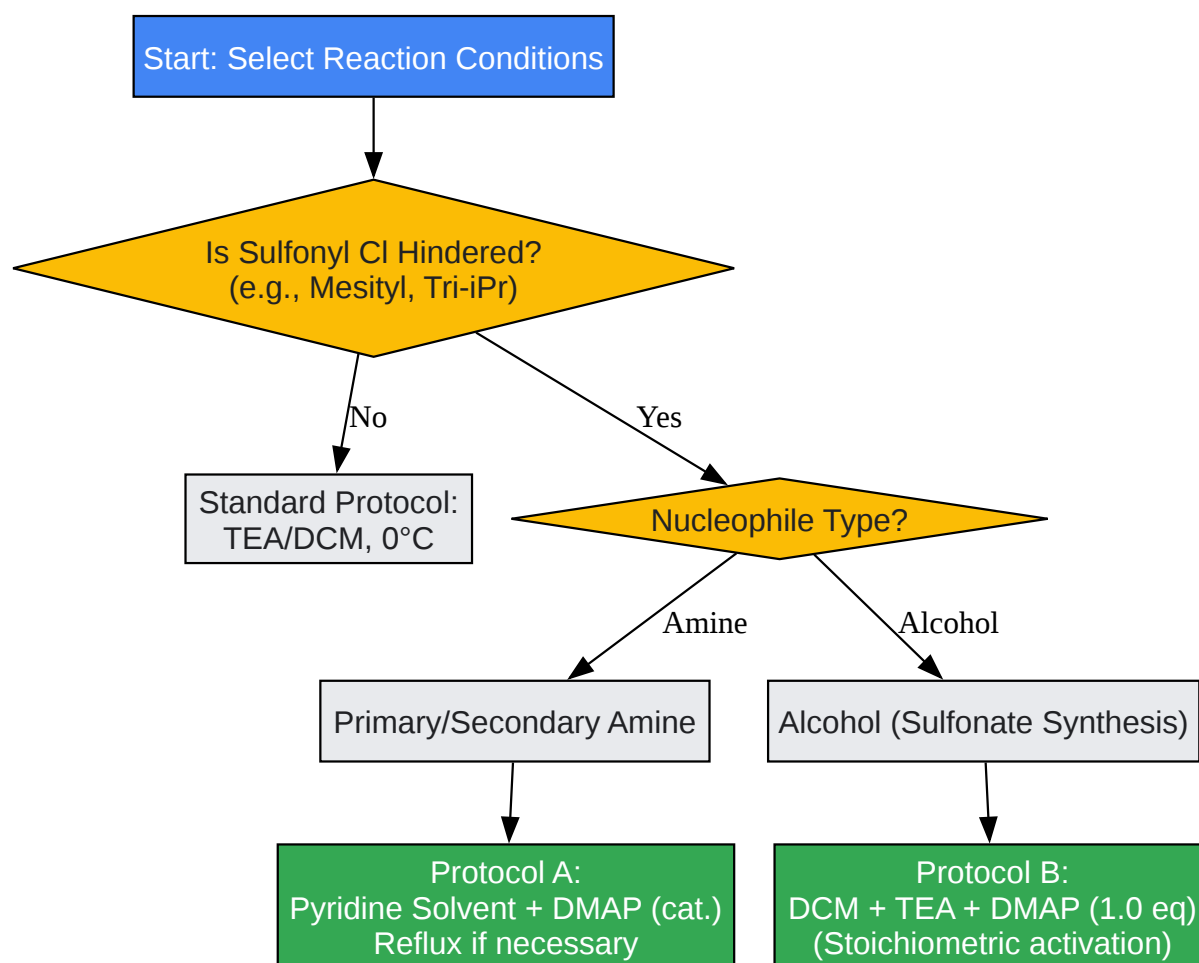 Start: Select Reaction Conditions
Is Sulfonyl Cl Hindered?
(e.g., Mesityl, Tri-iPr)
No
Yes
Standard Protocol:
TEA/DCM, 0°C
Nucleophile Type?
Amine
Alcohol
Primary/Secondary Amine
Alcohol (Sulfonate Synthesis)
Protocol A:
Pyridine Solvent + DMAP (cat.)
Reflux if necessary
Protocol B:
DCM + TEA + DMAP (1.0 eq)
(Stoichiometric activation)